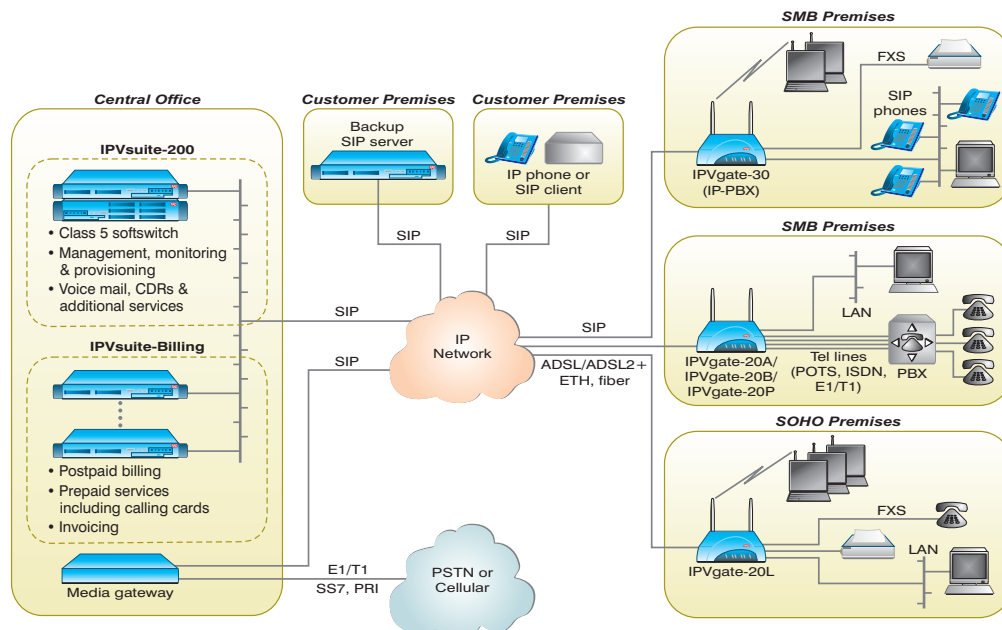 Central Office
IPVsuite-200
• Class 5 softswitch
• Management, monitoring
& provisioning
• Voice mail, CDRs &
additional services
IPVsuite-Billing
• Postpaid billing
• Prepaid services
including calling cards
• Invoicing
Media gateway
Customer Premises
Backup
SIP server
SIP
Customer Premises
IP phone or
SIP client
SIP
SIP
SIP
IP
Network
SIP
ADSL/ADSL2+
ETH, fiber
E1/T1
SS7, PRI
PSTN or
Cellular
SMB Premises
FXS
SIP
phones
IPVgate-30
(IP-PBX)
SMB Premises
LAN
IPVgate-20A/
IPVgate-20B/
IPVgate-20P
Tel lines
(POTS, ISDN,
E1/T1)
PBX
SOHO Premises
FXS
LAN
IPVgate-20L